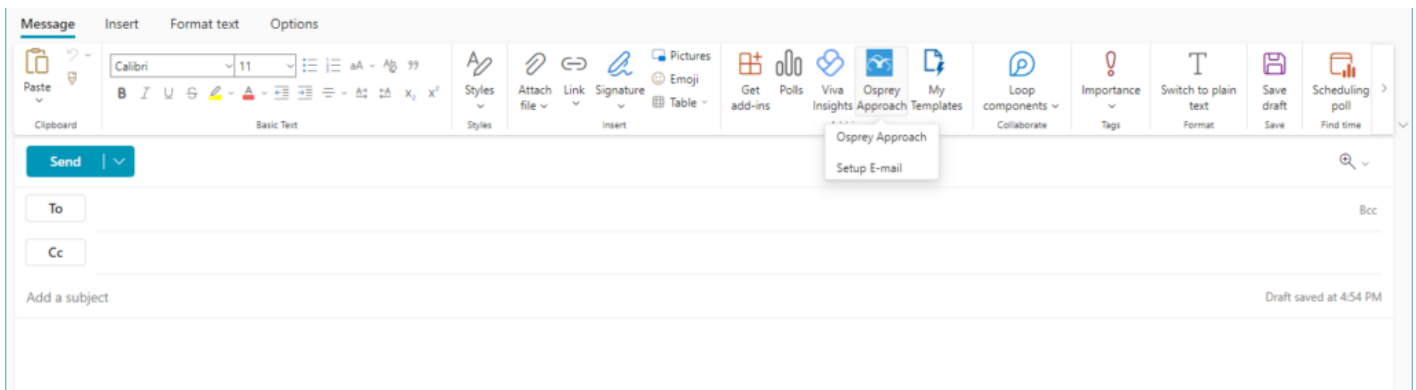 Message Insert Format text Options
Paste
Clipboard
Calibri 11
B I U
Basic Text
Styles
Styles
Attach file
Link
Signature
Pictures
Emoji
Table
Insert
Get add-ins
Polls
Viva Insights
Osprey Approach
My Templates
Osprey Approach
Setup E-mail
Loop components
Collaborate
Importance
Tags
Switch to plain text
Format
Save draft
Save
Scheduling poll
Find time
Send
To
Bcc
Cc
Add a subject
Draft saved at 4:54 PM